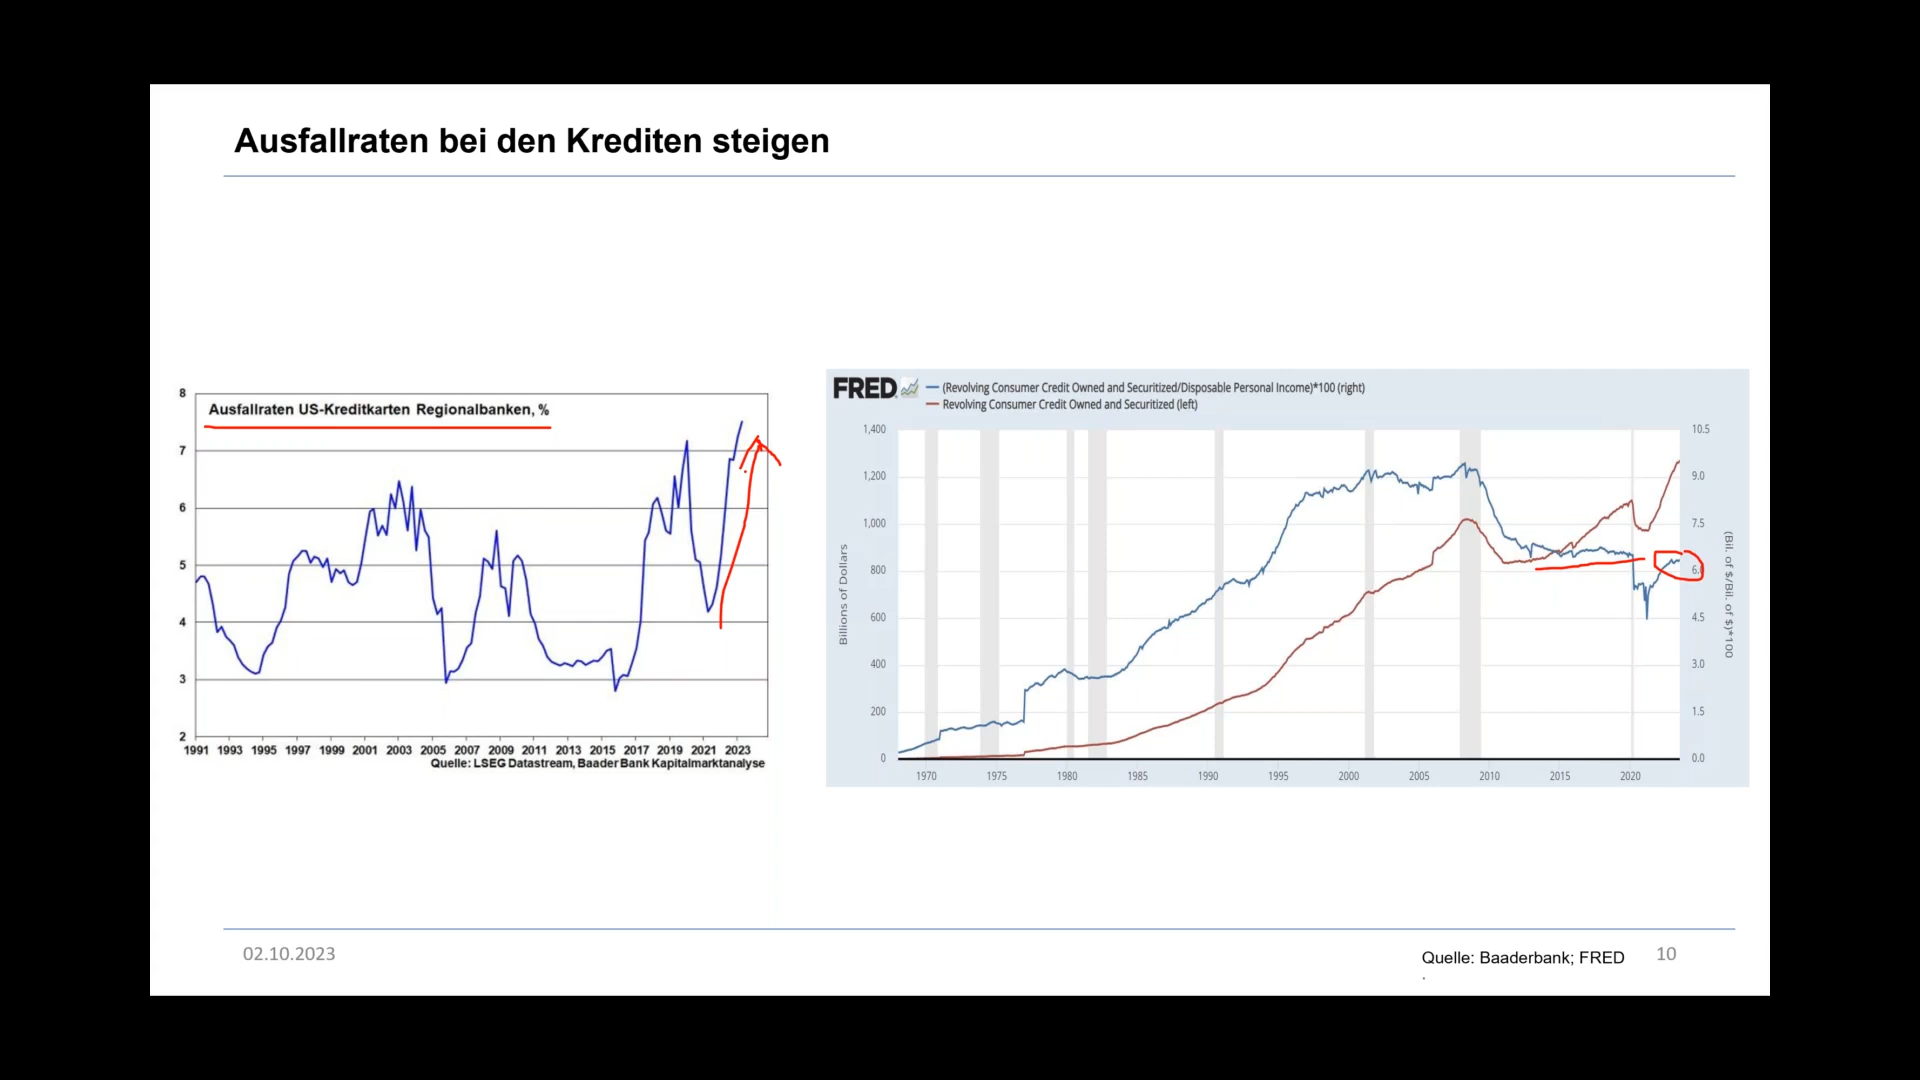 Ausfallraten bei den Krediten steigen
8
Ausfallraten US-Kreditkarten Regionalbanken, %
7
6
5
4
3
2
1991 1993 1995 1997 1999 2001 2003 2005 2007 2009 2011 2013 2015 2017 2019 2021 2023
Quelle: LSEG Datastream, Baader Bank Kapitalmarktanalyse
FRED
(Revolving Consumer Credit Owned and Securitized/Disposable Personal Income)*100 (right)
Revolving Consumer Credit Owned and Securitized (left)
1,400
1,200
1,000
800
600
400
200
0
Billions of Dollars
10.5
9.0
7.5
6.0
4.5
3.0
1.5
0.0
(Bil. of $/Bil. of $)*100
1970 1975 1980 1985 1990 1995 2000 2005 2010 2015 2020
02.10.2023
Quelle: Baaderbank; FRED
.
10